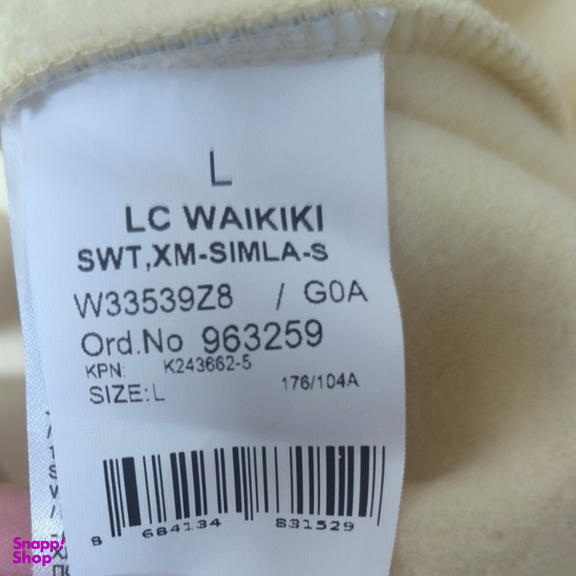 L
LC WAIKIKI
SWT,XM-SIMLA-S
W33539Z8 / G0A
Ord.No 963259
KPN: K243662-5
SIZE:L 176/104A
8 684134 831529
Snapp!
Shop